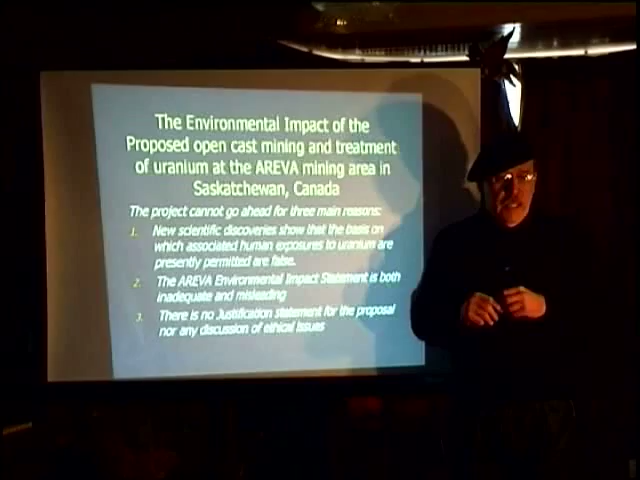 The Environmental Impact of the
Proposed open cast mining and treatment
of uranium at the AREVA mining area in
Saskatchewan, Canada
The project cannot go ahead for three main reasons:
1. New scientific discoveries show that the basis on
which associated human exposures to uranium are
presently permitted are false.
2. The AREVA Environmental Impact Statement is both
inadequate and misleading
3. There is no Justification statement for the proposal
nor any discussion of ethical issues